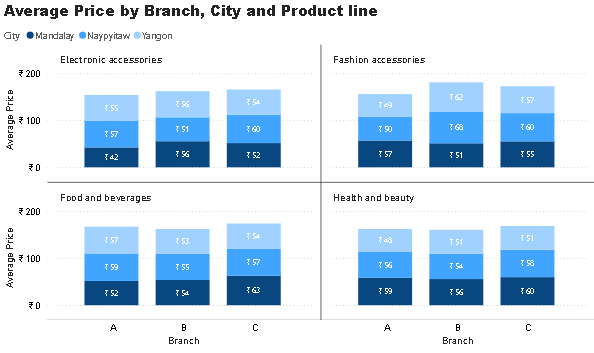 Average Price by Branch, City and Product line
City Mandalay Naypyitaw Yangon
Electronic accessories Fashion accessories
Average Price
₹ 200
₹ 100
₹ 0
₹ 55 ₹ 56 ₹ 54 ₹ 49 ₹ 62 ₹ 57
₹ 57 ₹ 51 ₹ 60 ₹ 50 ₹ 68 ₹ 60
₹ 42 ₹ 56 ₹ 52 ₹ 57 ₹ 51 ₹ 55
Food and beverages Health and beauty
Average Price
₹ 200
₹ 100
₹ 0
₹ 57 ₹ 53 ₹ 54 ₹ 48 ₹ 51 ₹ 51
₹ 59 ₹ 55 ₹ 57 ₹ 56 ₹ 54 ₹ 58
₹ 52 ₹ 54 ₹ 63 ₹ 59 ₹ 56 ₹ 60
A B C A B C
Branch Branch